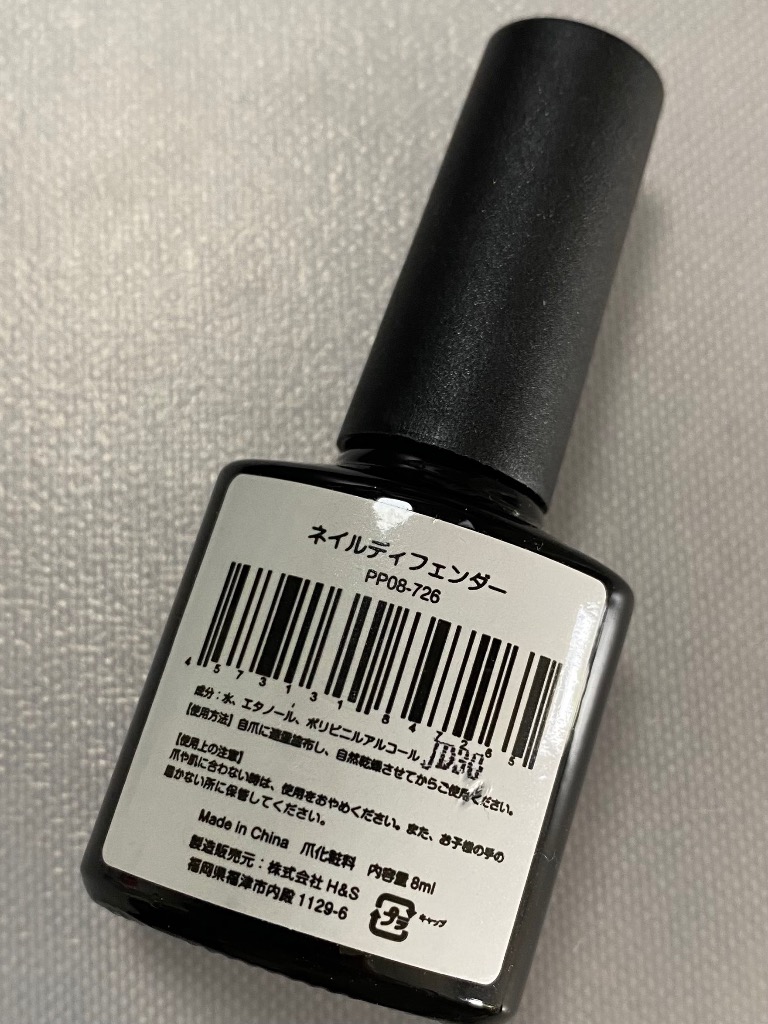 ネイルディフェンダー
PP08-726
4573131847265
成分：水、エタノール、ポリビニルアルコール
JD30
【使用方法】自爪に適量塗布し、自然乾燥させてからご使用ください。
【使用上の注意】
爪や肌に合わない時は、使用をおやめください。また、お子様の手の
届かない所に保管してください。
Made in China 爪化粧料 内容量 8ml
製造販売元：株式会社 H&S
福岡県福津市内殿 1129-6
プラ
キャップ